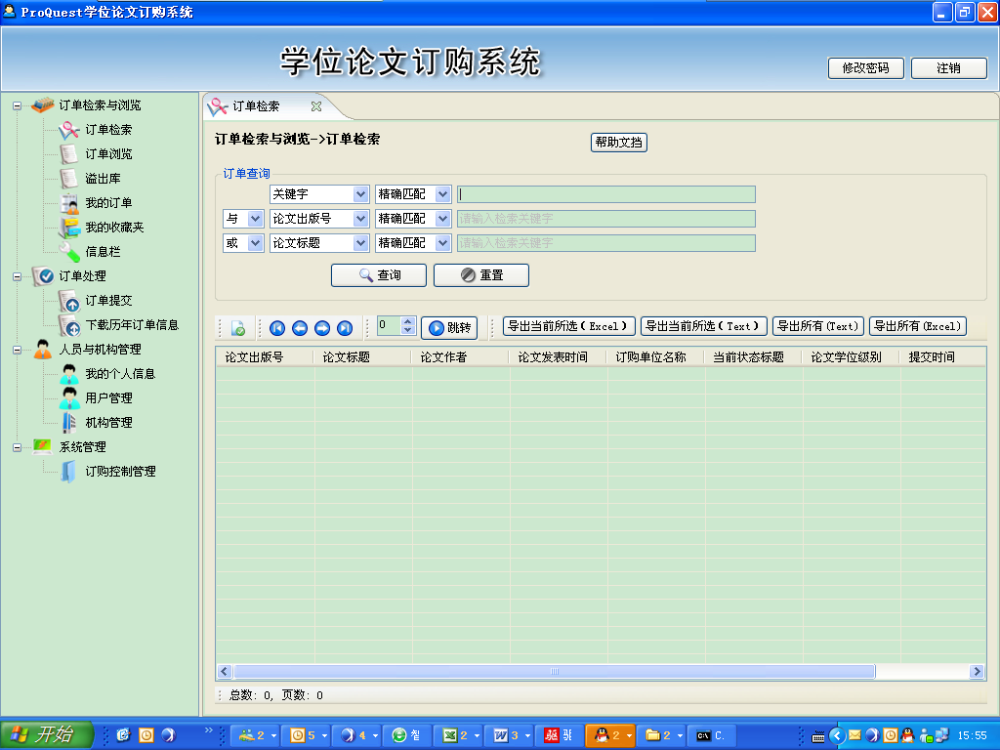 ProQuest学位论文订购系统
学位论文订购系统
修改密码 注销
订单检索与浏览
订单检索
订单浏览
溢出库
我的订单
我的收藏夹
信息栏
订单处理
订单提交
下载历年订单信息
人员与机构管理
我的个人信息
用户管理
机构管理
系统管理
订购控制管理
订单检索
订单检索与浏览->订单检索 帮助文档
订单查询
关键字 精确匹配
与 论文出版号 精确匹配 请输入检索关键字
或 论文标题 精确匹配 请输入检索关键字
查询 重置
0 跳转 导出当前所选(Excel) 导出当前所选(Text) 导出所有(Text) 导出所有(Excel)
论文出版号 论文标题 论文作者 论文发表时间 订购单位名称 当前状态标题 论文学位级别 提交时间
总数: 0, 页数: 0
开始 » 2 5 4 智 2 3 2 2 C. 15:55